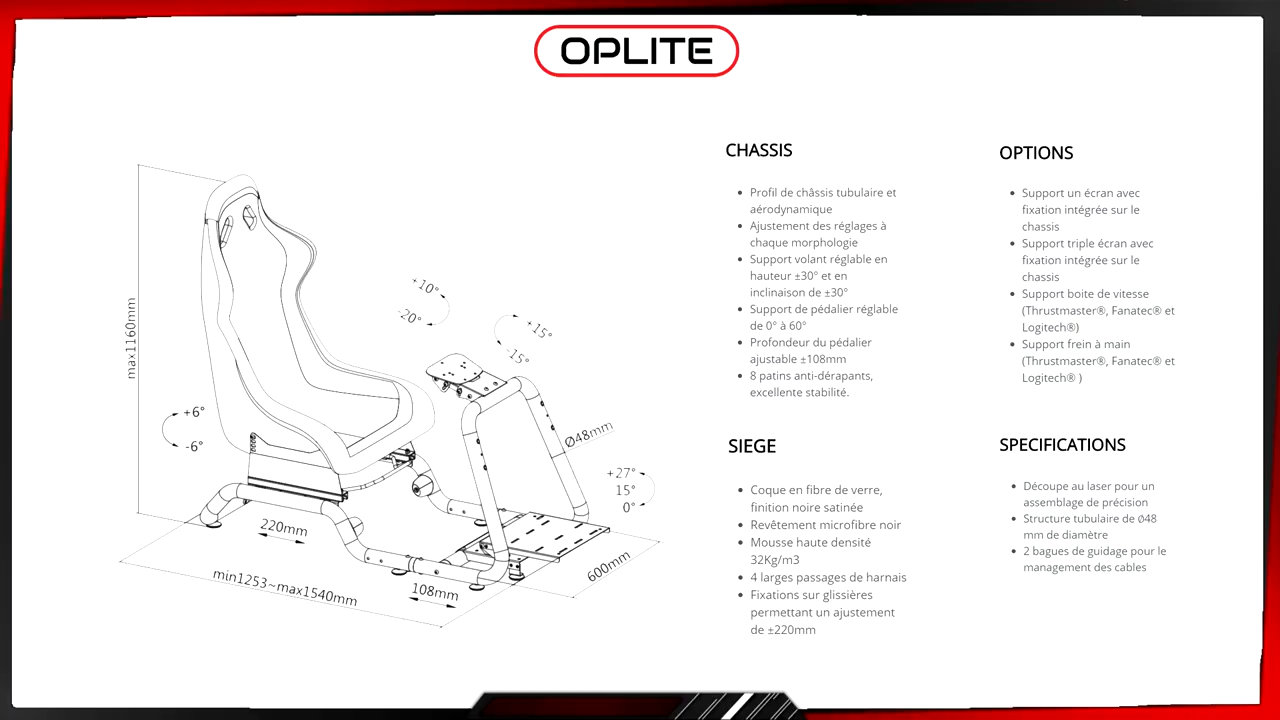 OPLITE
max1160mm
+6°
-6°
+10°
-20°
+15°
-15°
Ø48mm
+27°
15°
0°
220mm
min1253~max1540mm
108mm
600mm
CHASSIS
Profil de châssis tubulaire et
aérodynamique
Ajustement des réglages à
chaque morphologie
Support volant réglable en
hauteur ±30° et en
inclinaison de ±30°
Support de pédalier réglable
de 0° à 60°
Profondeur du pédalier
ajustable ±108mm
8 patins anti-dérapants,
excellente stabilité.
SIEGE
Coque en fibre de verre,
finition noire satinée
Revêtement microfibre noir
Mousse haute densité
32Kg/m3
4 larges passages de harnais
Fixations sur glissières
permettant un ajustement
de ±220mm
OPTIONS
Support un écran avec
fixation intégrée sur le
chassis
Support triple écran avec
fixation intégrée sur le
chassis
Support boite de vitesse
(Thrustmaster®, Fanatec® et
Logitech®)
Support frein à main
(Thrustmaster®, Fanatec® et
Logitech® )
SPECIFICATIONS
Découpe au laser pour un
assemblage de précision
Structure tubulaire de Ø48
mm de diamètre
2 bagues de guidage pour le
management des cables